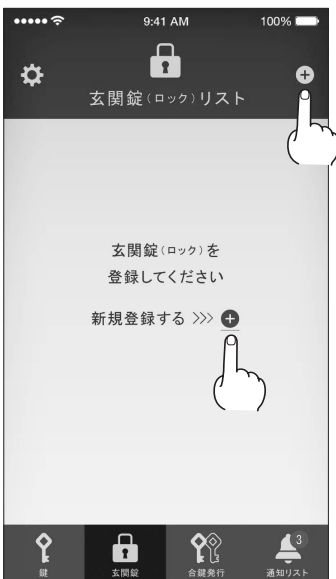 9:41 AM
100%
玄関錠(ロック)リスト
玄関錠(ロック)を
登録してください
新規登録する >>>
3
鍵
玄関錠
合鍵発行
通知リスト